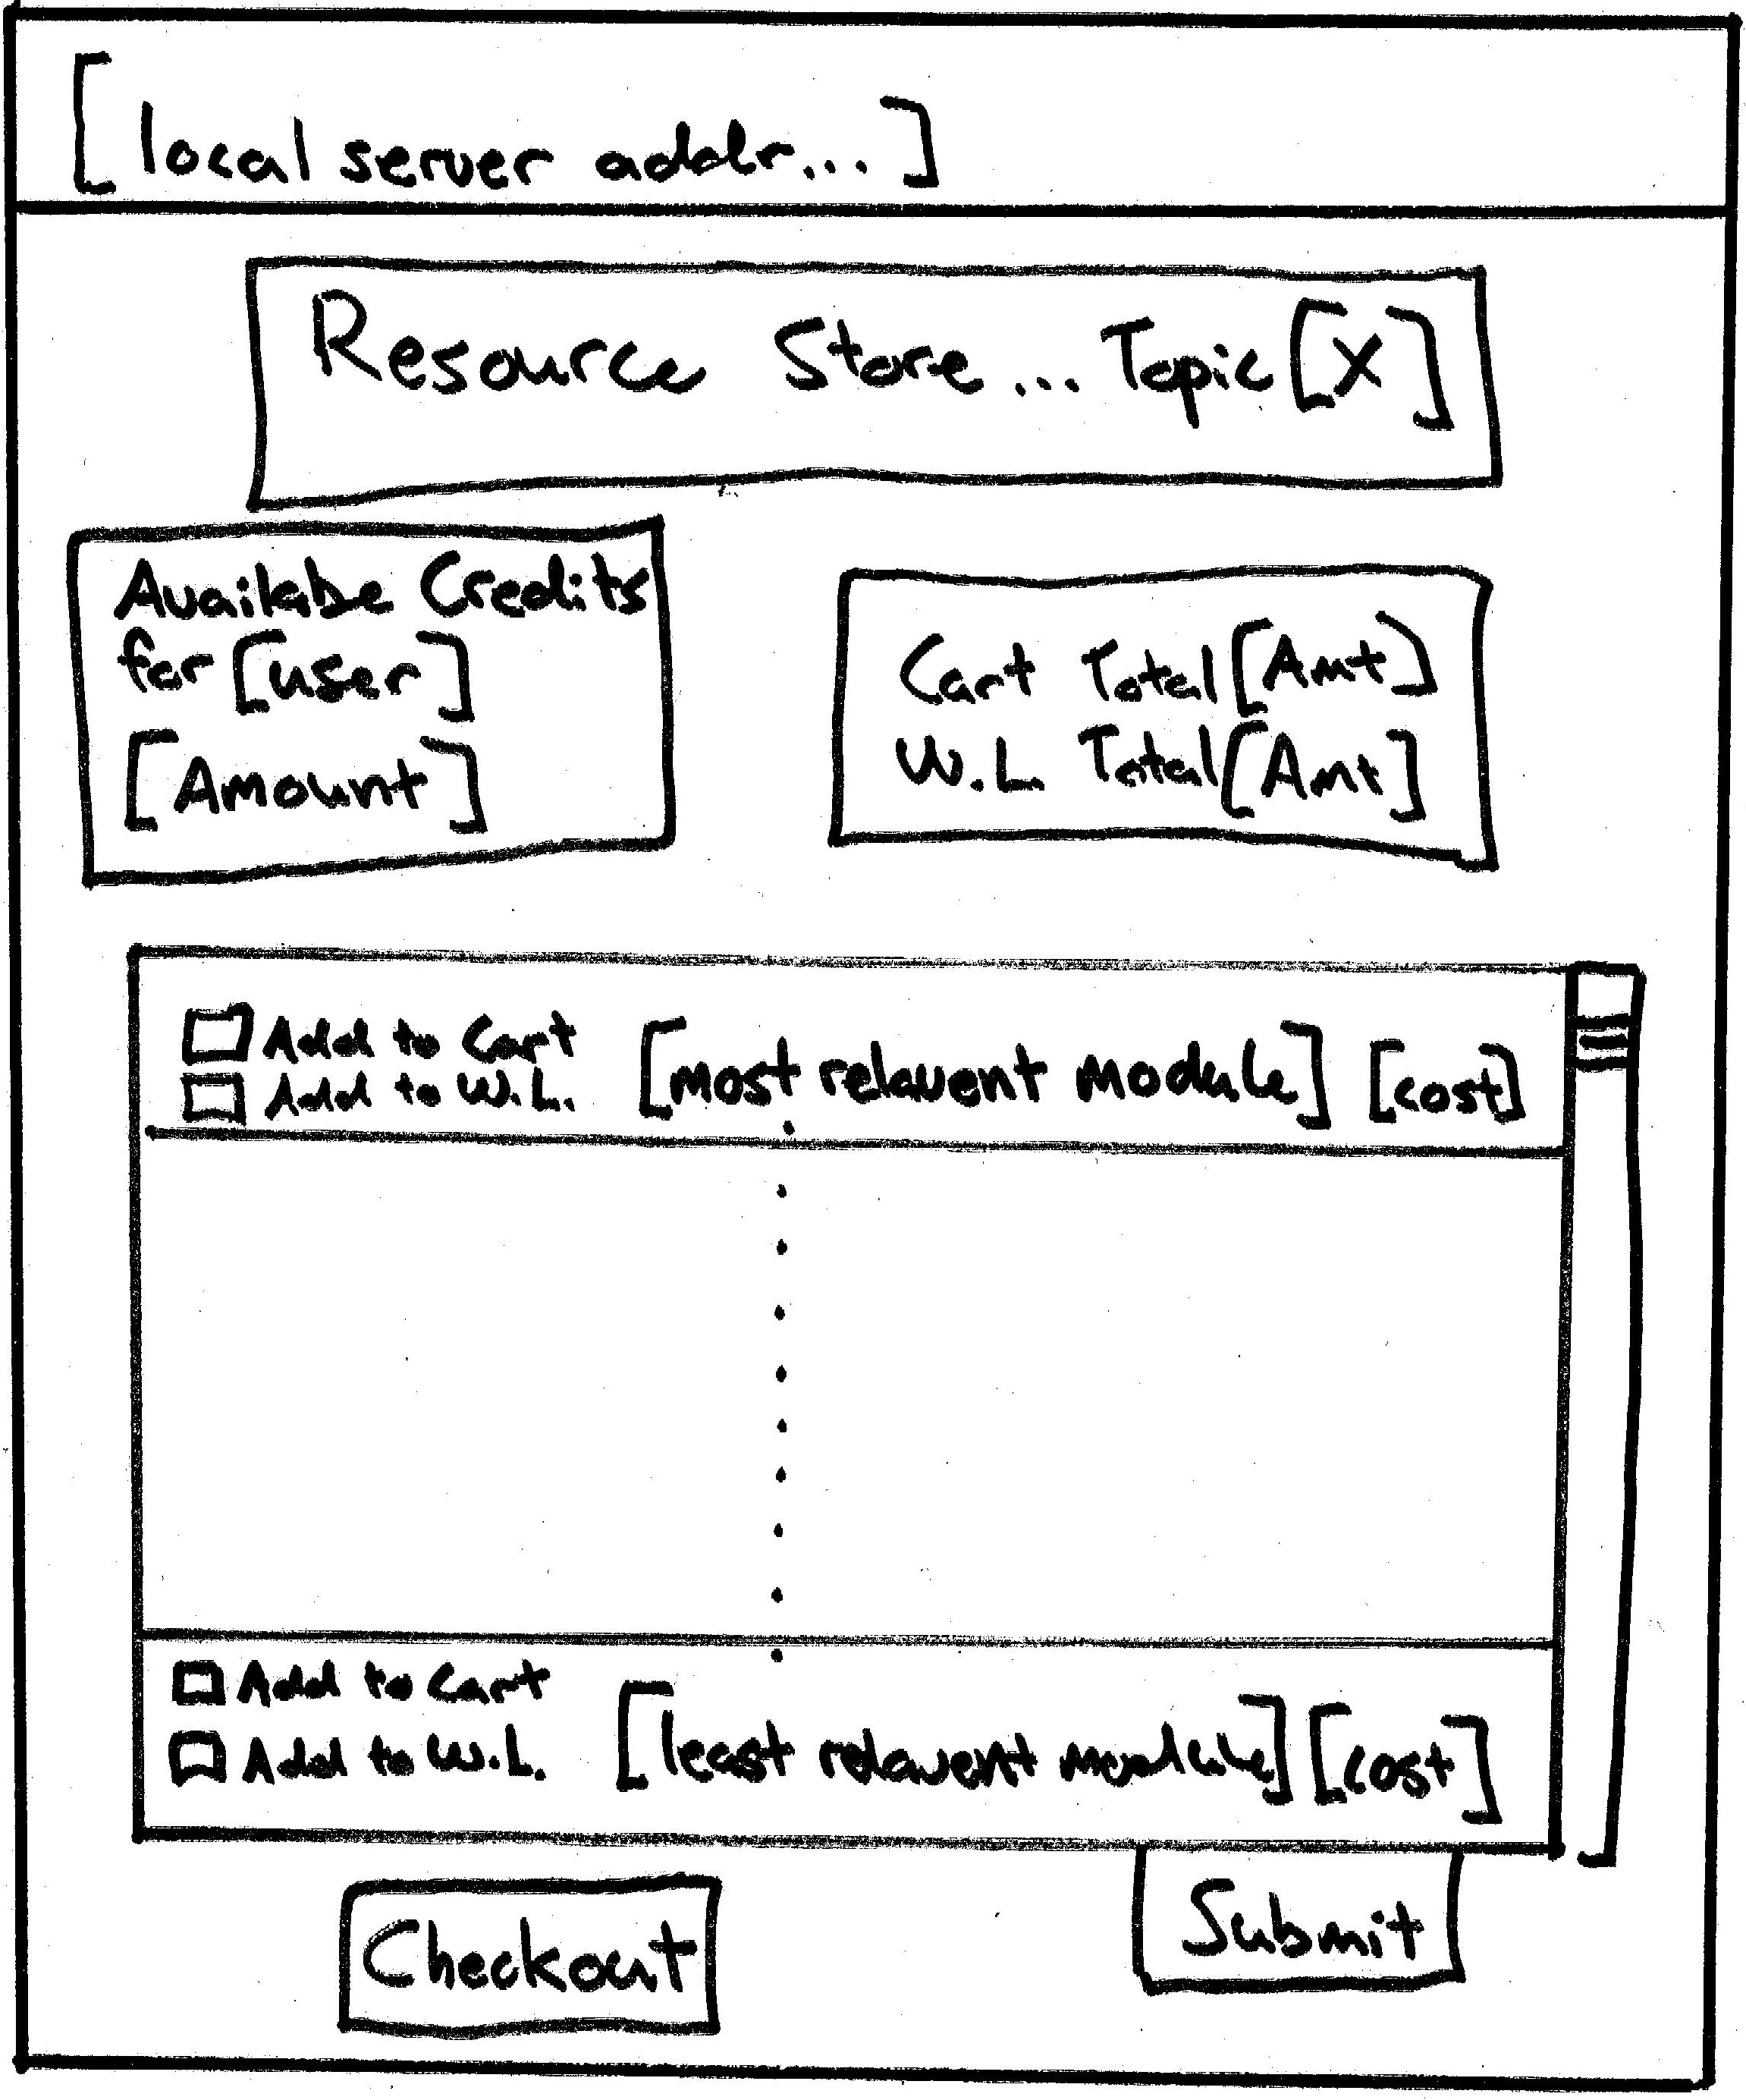 [local server addr...]
Resource Store... Topic [X]
Availabe Credits
for [user]
[Amount]
Cart Total [Amt]
W.L. Total [Amt]
Add to Cart
Add to W.L.
[most relavent module] [cost]
Add to Cart
Add to W.L.
[least relavent module] [cost]
Checkout
Submit